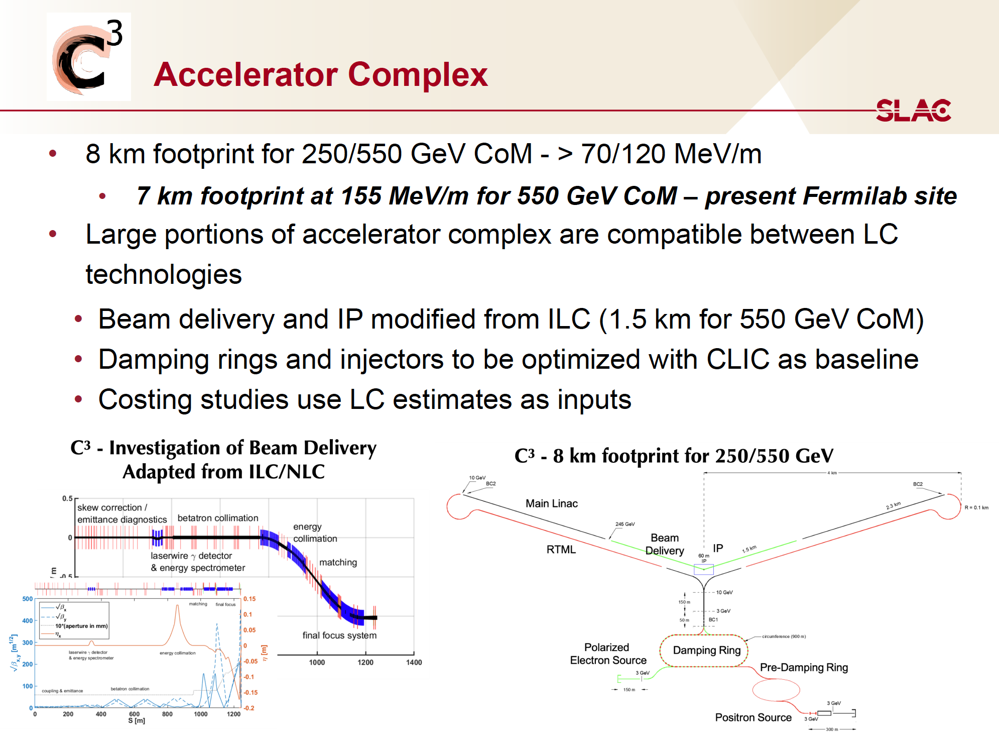 C3
Accelerator Complex
SLAC
• 8 km footprint for 250/550 GeV CoM - > 70/120 MeV/m
• 7 km footprint at 155 MeV/m for 550 GeV CoM – present Fermilab site
• Large portions of accelerator complex are compatible between LC
technologies
• Beam delivery and IP modified from ILC (1.5 km for 550 GeV CoM)
• Damping rings and injectors to be optimized with CLIC as baseline
• Costing studies use LC estimates as inputs
C³ - Investigation of Beam Delivery
Adapted from ILC/NLC
0.5
skew correction /
emittance diagnostics
betatron collimation
energy
collimation
0
laserwire γ detector
& energy spectrometer
matching
m
-0.5
final focus system
1000
1200
1400
matching
final focus
500
400
300
200
100
0
√βx
√βy
10*(aperture in mm)
ηx
0.15
0.1
0.05
0
-0.05
-0.1
-0.15
-0.2
√βx,y [m1/2]
η [m]
laserwire γ detector
& energy spectrometer
energy collimation
coupling & emittance
betatron collimation
0 200 400 600 800 1000 1200
S [m]
C³ - 8 km footprint for 250/550 GeV
4 km
10 GeV
BC2
BC2
Main Linac
2.3 km
R = 0.1 km
245 GeV
Beam
Delivery
IP
RTML
1.5 km
60 m
IP
10 GeV
150 m
3 GeV
50 m
BC1
circumference (900 m)
Polarized
Electron Source
Damping Ring
3 GeV
Pre-Damping Ring
150 m
3 GeV
Positron Source
3 GeV
300 m